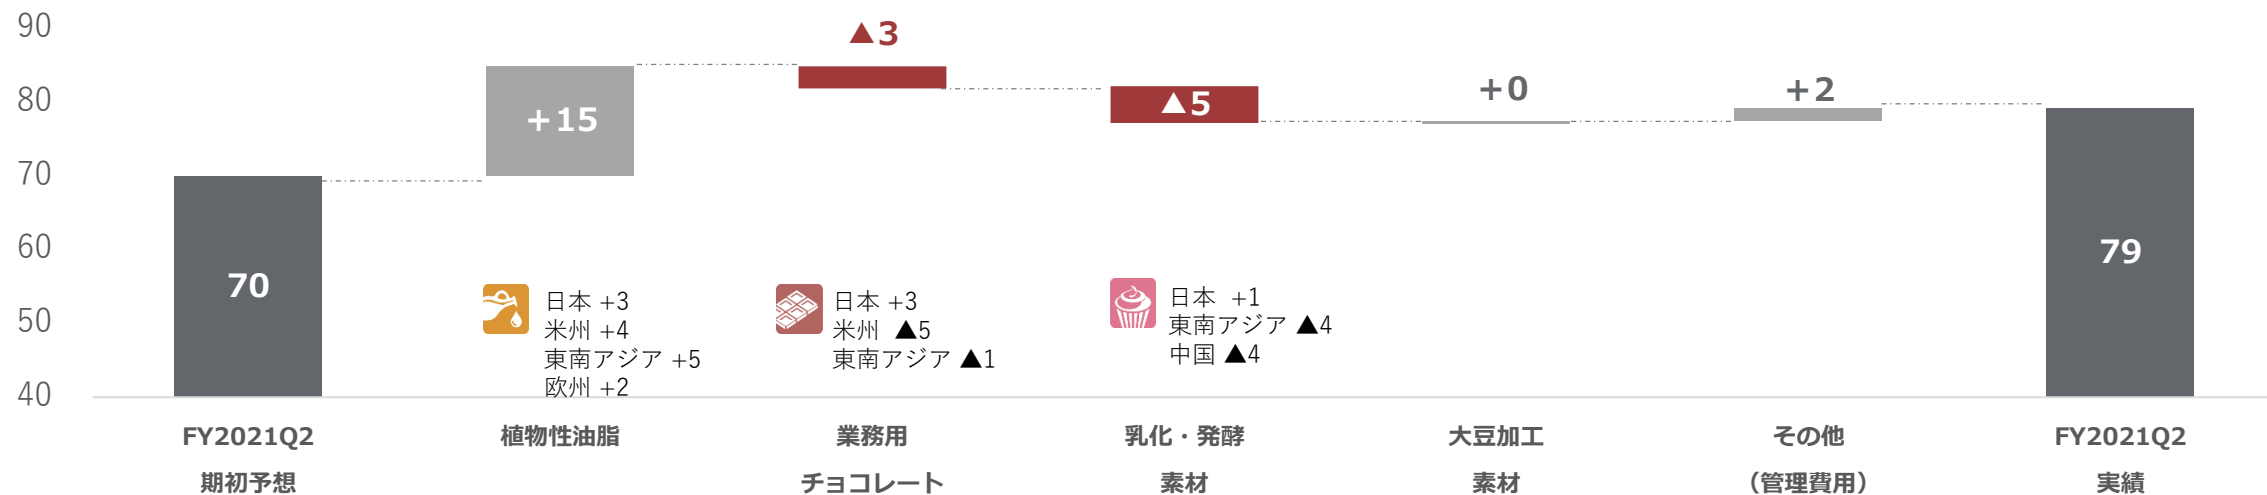 90
80
70
60
50
40
70
+15
▲3
▲5
+0
+2
79
日本 +3
米州 +4
東南アジア +5
欧州 +2
日本 +3
米州 ▲5
東南アジア ▲1
日本 +1
東南アジア ▲4
中国 ▲4
FY2021Q2
期初予想
植物性油脂
業務用
チョコレート
乳化・発酵
素材
大豆加工
素材
その他
（管理費用）
FY2021Q2
実績